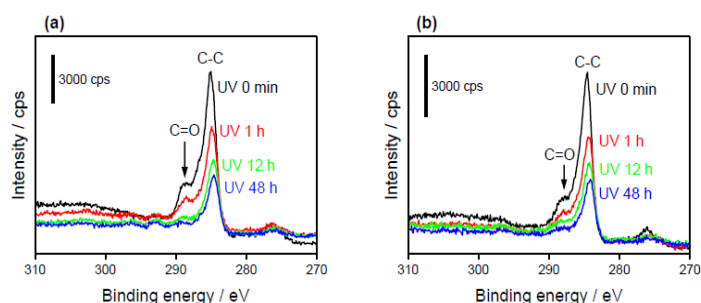 (a)
3000 cps
C-C
UV 0 min
C=O
UV 1 h
UV 12 h
UV 48 h
Intensity / cps
310 300 290 280 270
Binding energy / eV
(b)
3000 cps
C-C
UV 0 min
UV 1 h
C=O
UV 12 h
UV 48 h
Intensity / cps
310 300 290 280 270
Binding energy / eV